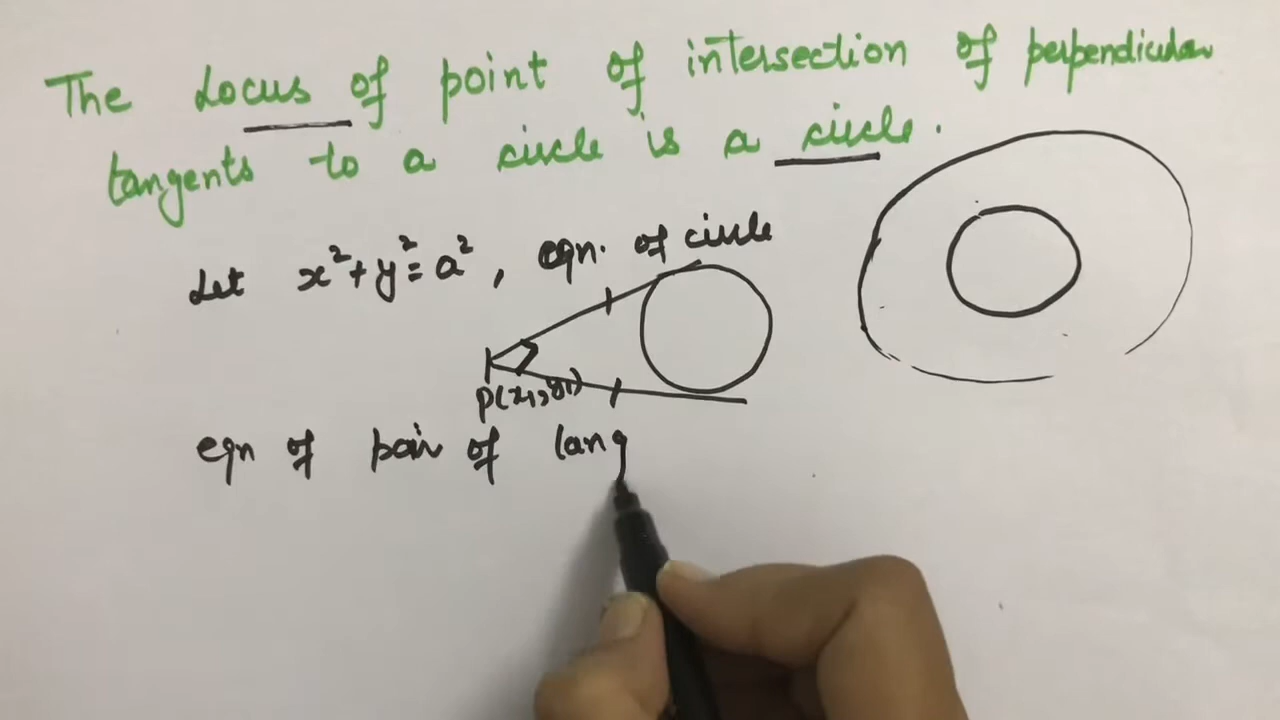 The Locus of point of intersection of perpendicular
tangents to a circle is a circle.
Let x²+y²=a², eqn. of circle
P(x₁,y₁)
eqn of pair of tang